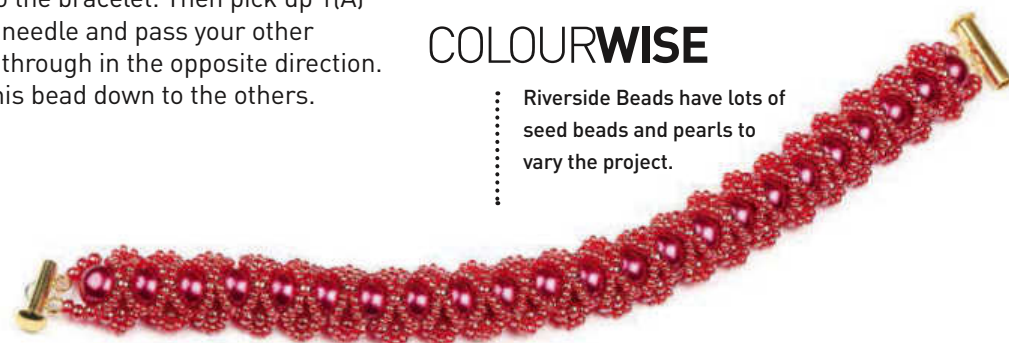 o the bracelet. Then pick up 1(A)
needle and pass your other
through in the opposite direction.
his bead down to the others.
COLOURWISE
Riverside Beads have lots of
seed beads and pearls to
vary the project.